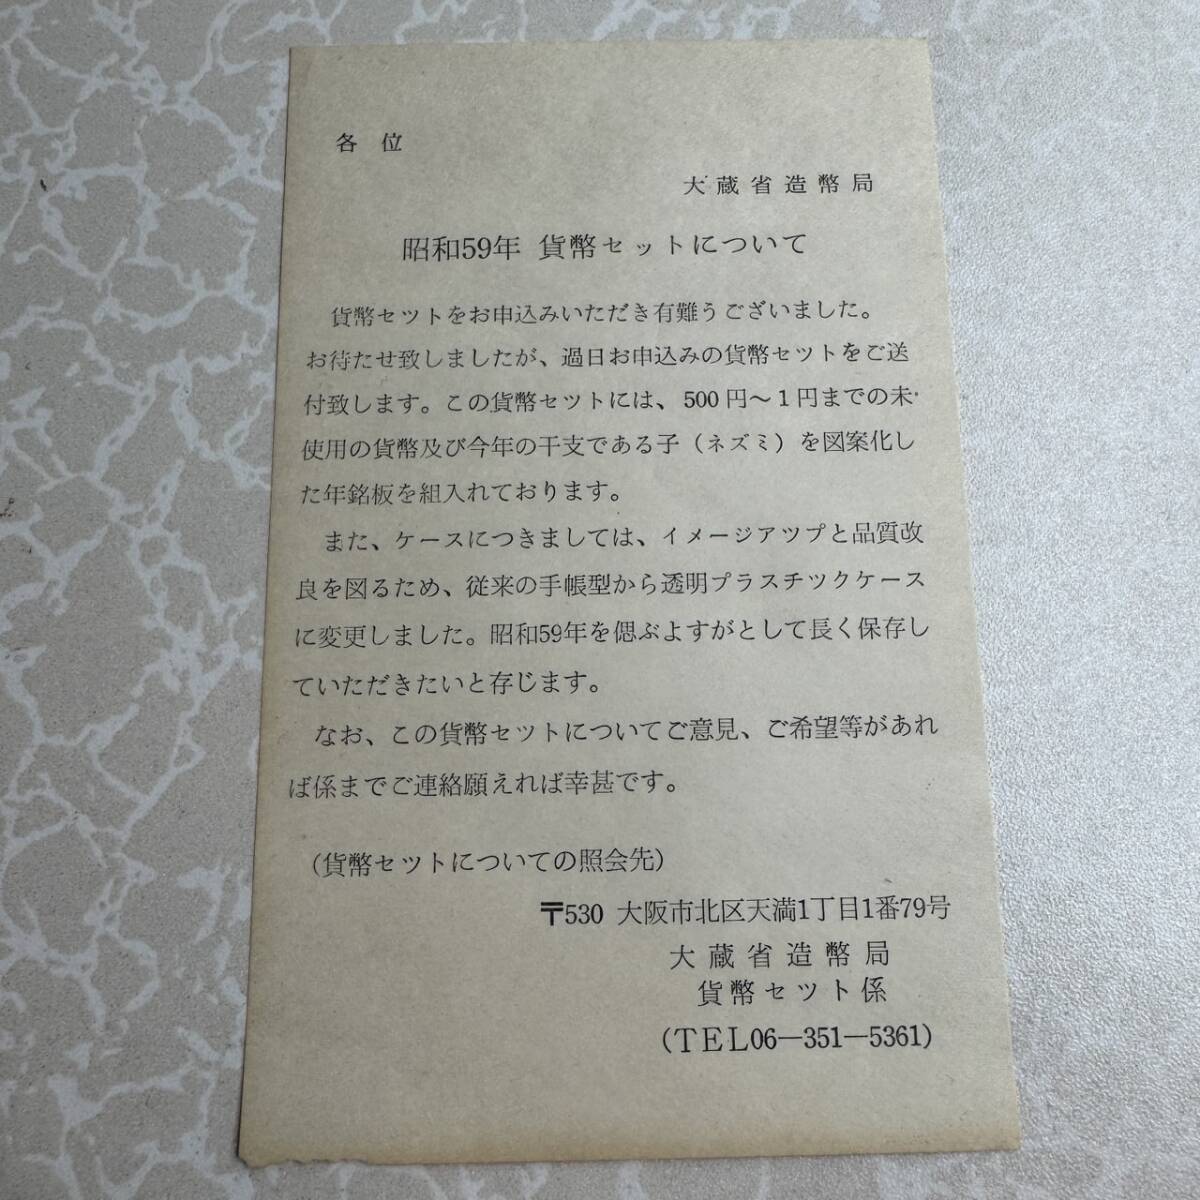 各 位
大蔵省造幣局
昭和59年 貨幣セットについて
貨幣セツトをお申込みいただき有難うございました。
お待たせ致しましたが、過日お申込みの貨幣セツトをご送
付致します。この貨幣セツトには、500円〜1円までの未
使用の貨幣及び今年の干支である子（ネズミ）を図案化し
た年銘板を組入れております。
また、ケースにつきましては、イメージアツプと品質改
良を図るため、従来の手帳型から透明プラスチツクケース
に変更しました。昭和59年を偲ぶよすがとして長く保存し
ていただきたいと存じます。
なお、この貨幣セツトについてご意見、ご希望等があれ
ば係までご連絡願えれば幸甚です。
（貨幣セツトについての照会先）
〒530 大阪市北区天満1丁目1番79号
大蔵省造幣局
貨幣セット係
（TEL06―351―5361）